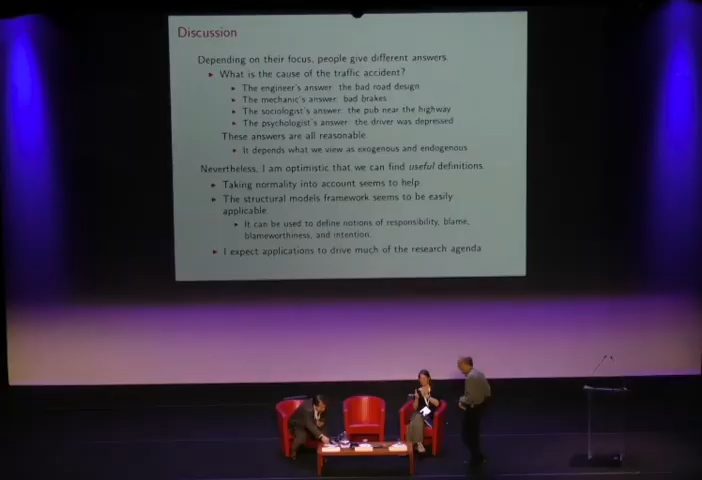 Discussion
Depending on their focus, people give different answers.
What is the cause of the traffic accident?
The engineer's answer: the bad road design
The mechanic's answer: bad brakes
The sociologist's answer: the pub near the highway
The psychologist's answer: the driver was depressed
These answers are all reasonable.
It depends what we view as exogenous and endogenous
Nevertheless, I am optimistic that we can find useful definitions.
Taking normality into account seems to help.
The structural models framework seems to be easily
applicable.
It can be used to define notions of responsibility, blame,
blameworthiness, and intention.
I expect applications to drive much of the research agenda